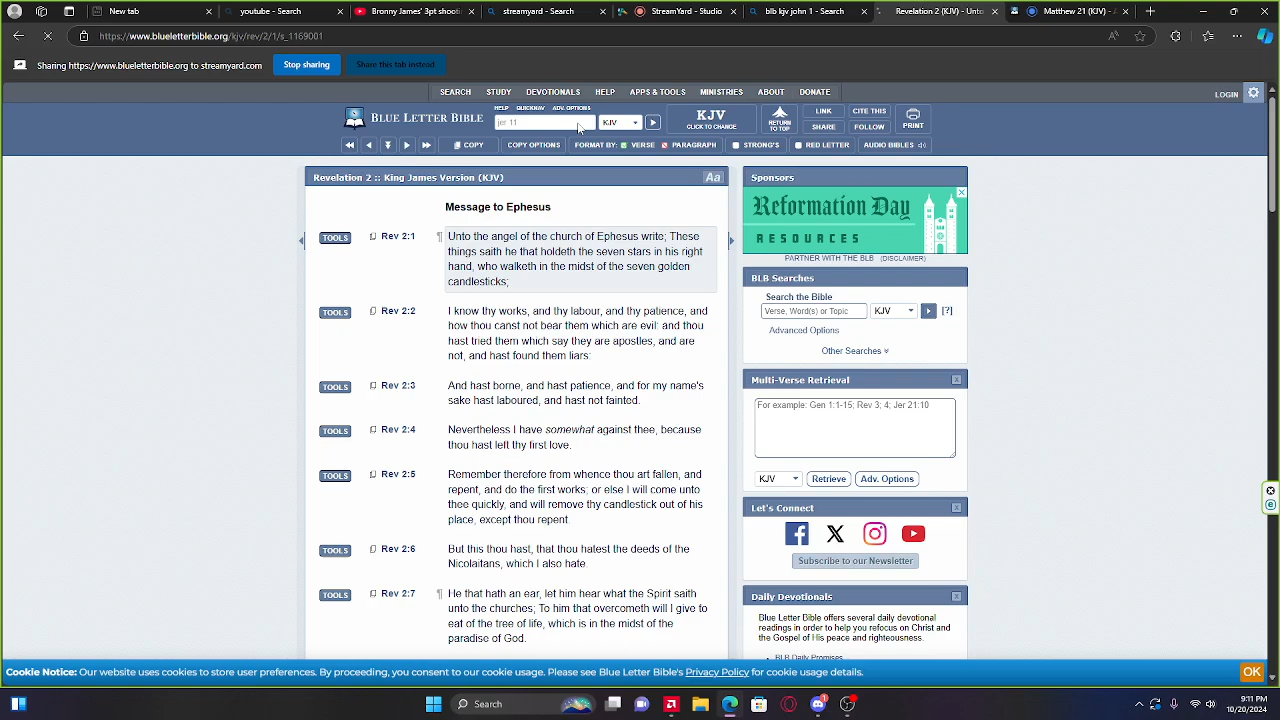 New tab
youtube - Search
Bronny James' 3pt shooti
streamyard - Search
StreamYard - Studio
blb kjv john 1 - Search
Revelation 2 (KJV) - Unto
Matthew 21 (KJV) - A
https://www.blueletterbible.org/kjv/rev/2/1/s_1169001
Sharing https://www.blueletterbible.org to streamyard.com
Stop sharing
Share this tab instead
SEARCH STUDY DEVOTIONALS HELP APPS & TOOLS MINISTRIES ABOUT DONATE
LOGIN
BLUE LETTER BIBLE
HELP QUICKNAV ADV. OPTIONS
jer 11
KJV
KJV
CLICK TO CHANGE
RETURN
TO TOP
LINK
CITE THIS
SHARE
FOLLOW
PRINT
COPY
COPY OPTIONS
FORMAT BY: VERSE PARAGRAPH
STRONG'S
RED LETTER
AUDIO BIBLES
Revelation 2 :: King James Version (KJV)
Aa
Message to Ephesus
TOOLS
Rev 2:1
¶ Unto the angel of the church of Ephesus write; These
things saith he that holdeth the seven stars in his right
hand, who walketh in the midst of the seven golden
candlesticks;
TOOLS
Rev 2:2
I know thy works, and thy labour, and thy patience, and
how thou canst not bear them which are evil: and thou
hast tried them which say they are apostles, and are
not, and hast found them liars:
TOOLS
Rev 2:3
And hast borne, and hast patience, and for my name's
sake hast laboured, and hast not fainted.
TOOLS
Rev 2:4
Nevertheless I have somewhat against thee, because
thou hast left thy first love.
TOOLS
Rev 2:5
Remember therefore from whence thou art fallen, and
repent, and do the first works; or else I will come unto
thee quickly, and will remove thy candlestick out of his
place, except thou repent.
TOOLS
Rev 2:6
But this thou hast, that thou hatest the deeds of the
Nicolaitans, which I also hate.
TOOLS
Rev 2:7
¶ He that hath an ear, let him hear what the Spirit saith
unto the churches; To him that overcometh will I give to
eat of the tree of life, which is in the midst of the
paradise of God.
Sponsors
Reformation Day
RESOURCES
PARTNER WITH THE BLB (DISCLAIMER)
BLB Searches
Search the Bible
Verse, Word(s) or Topic
KJV
[?]
Advanced Options
Other Searches
Multi-Verse Retrieval
For example: Gen 1:1-15; Rev 3; 4; Jer 21:10
KJV
Retrieve
Adv. Options
Let's Connect
Subscribe to our Newsletter
Daily Devotionals
Blue Letter Bible offers several daily devotional
readings in order to help you refocus on Christ and
the Gospel of His peace and righteousness.
BLB Daily Promises
Cookie Notice: Our website uses cookies to store user preferences. By proceeding, you consent to our cookie usage. Please see Blue Letter Bible's Privacy Policy for cookie usage details.
OK
Search
9:11 PM
10/20/2024